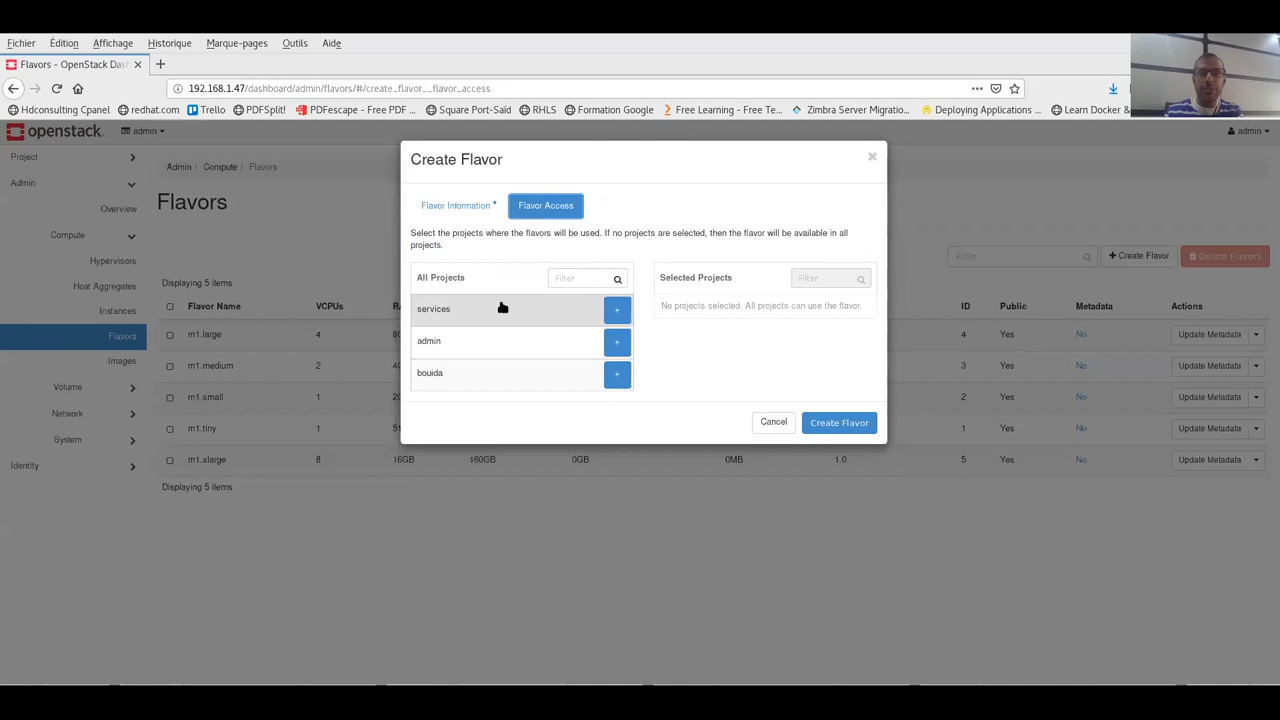 Fichier Édition Affichage Historique Marque-pages Outils Aide
Flavors - OpenStack Das
192.168.1.47/dashboard/admin/flavors/#/create_flavor__flavor_access
Hdconsulting Cpanel redhat.com Trello PDFSplit! PDFescape - Free PDF ... Square Port-Saïd RHLS Formation Google Free Learning - Free Te... Zimbra Server Migratio... Deploying Applications ... Learn Docker &
openstack. admin admin
Project
Admin
Overview
Compute
Hypervisors
Host Aggregates
Instances
Flavors
Images
Volume
Network
System
Identity
Admin / Compute / Flavors
Flavors
Filter + Create Flavor Delete Flavors
Displaying 5 items
Flavor Name VCPUs RA ID Public Metadata Actions
m1.large 4 80 4 Yes No Update Metadata
m1.medium 2 40 3 Yes No Update Metadata
m1.small 1 20 2 Yes No Update Metadata
m1.tiny 1 51 1 Yes No Update Metadata
m1.xlarge 8 16GB 160GB 0GB 0MB 1.0 5 Yes No Update Metadata
Displaying 5 items
Create Flavor
Flavor Information * Flavor Access
Select the projects where the flavors will be used. If no projects are selected, then the flavor will be available in all
projects.
All Projects Filter
services +
admin +
bouida +
Selected Projects Filter
No projects selected. All projects can use the flavor.
Cancel Create Flavor